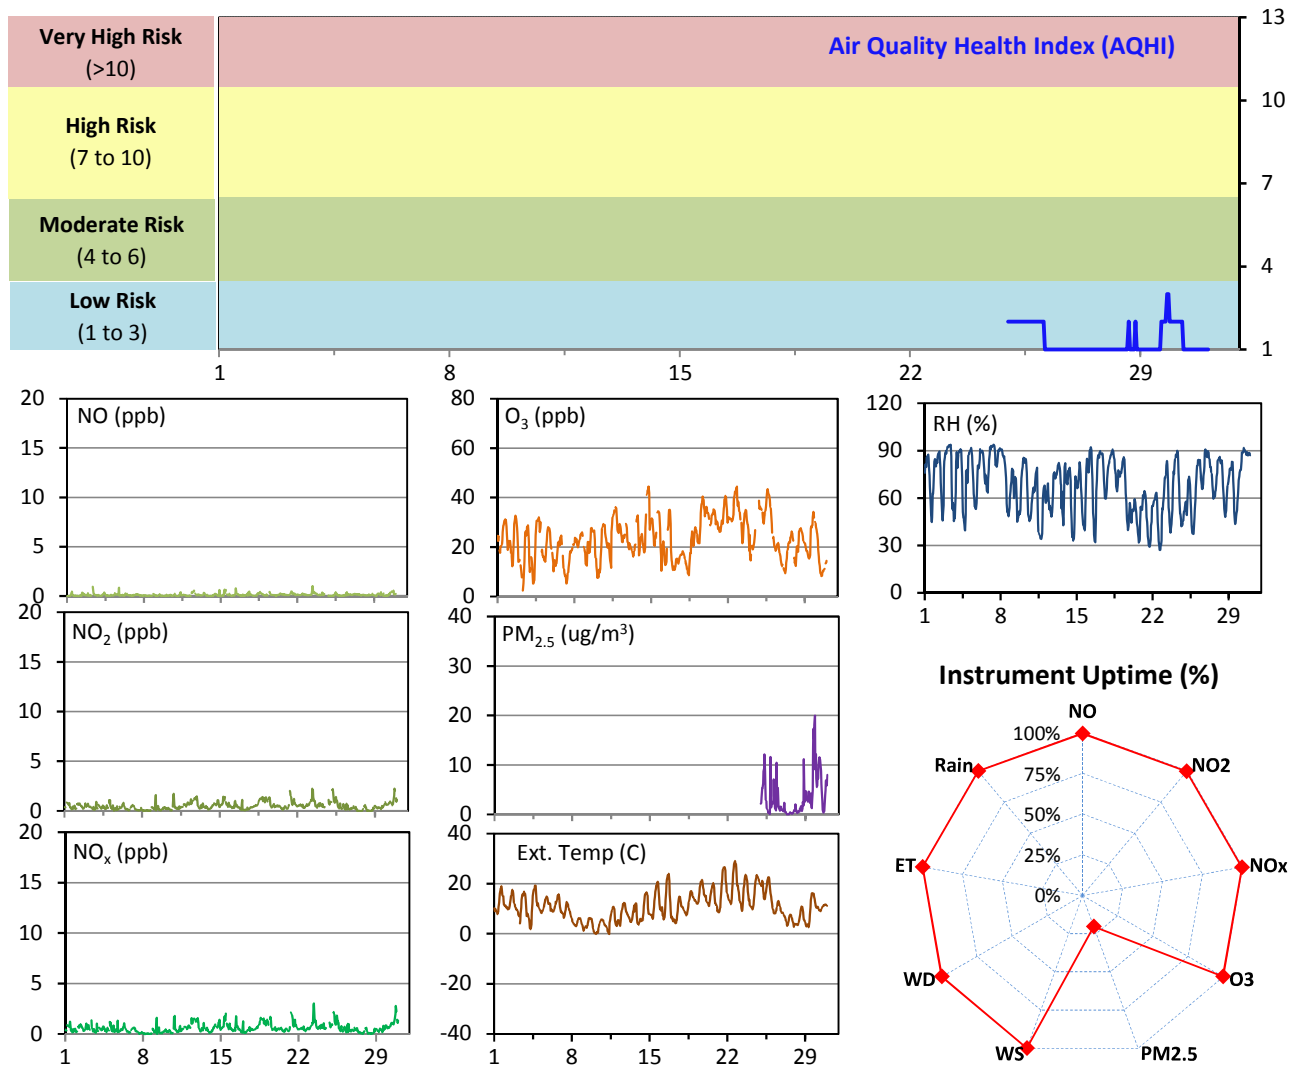 Very High Risk
(>10)
High Risk
(7 to 10)
Moderate Risk
(4 to 6)
Low Risk
(1 to 3)
Air Quality Health Index (AQHI)
13
10
7
4
1
1 8 15 22 29
NO (ppb)
20
15
10
5
0
O3 (ppb)
80
60
40
20
0
RH (%)
120
90
60
30
0
1 8 15 22 29
NO2 (ppb)
20
15
10
5
0
PM2.5 (ug/m³)
40
30
20
10
0
NOx (ppb)
20
15
10
5
0
1 8 15 22 29
Ext. Temp (C)
40
20
0
-20
-40
1 8 15 22 29
Instrument Uptime (%)
NO
NO2
NOx
O3
PM2.5
WS
WD
ET
Rain
100%
75%
50%
25%
0%